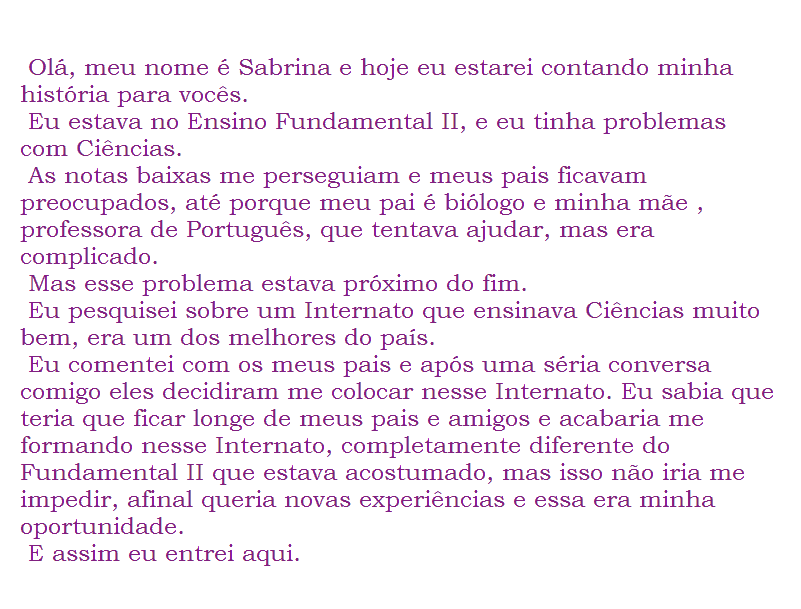 Olá, meu nome é Sabrina e hoje eu estarei contando minha
história para vocês.
Eu estava no Ensino Fundamental II, e eu tinha problemas
com Ciências.
As notas baixas me perseguiam e meus pais ficavam
preocupados, até porque meu pai é biólogo e minha mãe ,
professora de Português, que tentava ajudar, mas era
complicado.
Mas esse problema estava próximo do fim.
Eu pesquisei sobre um Internato que ensinava Ciências muito
bem, era um dos melhores do país.
Eu comentei com os meus pais e após uma séria conversa
comigo eles decidiram me colocar nesse Internato. Eu sabia que
teria que ficar longe de meus pais e amigos e acabaria me
formando nesse Internato, completamente diferente do
Fundamental II que estava acostumado, mas isso não iria me
impedir, afinal queria novas experiências e essa era minha
oportunidade.
E assim eu entrei aqui.